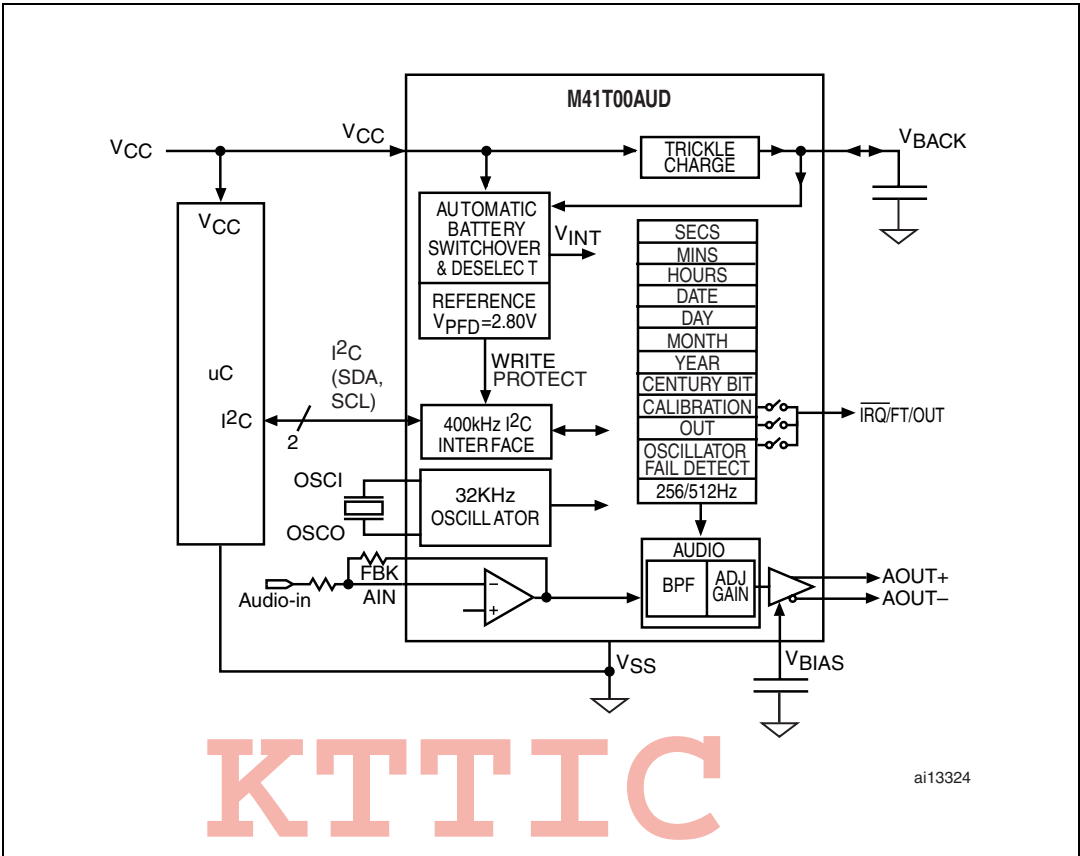 M41T00AUD
VCC
VCC
TRICKLE
CHARGE
VBACK
VCC
AUTOMATIC
BATTERY
SWITCHOVER
& DESELECT
VINT
REFERENCE
VPFD=2.80V
SECS
MINS
HOURS
DATE
DAY
MONTH
YEAR
CENTURY BIT
CALIBRATION
OUT
OSCILLATOR
FAIL DETECT
256/512Hz
IRQ/FT/OUT
WRITE
PROTECT
uC
I2C
(SDA,
SCL)
I2C
2
400kHz I2C
INTERFACE
OSCI
OSCO
32KHz
OSCILLATOR
Audio-in
FBK
AIN
−
+
AUDIO
BPF
ADJ
GAIN
AOUT+
AOUT–
VSS
VBIAS
KTTIC
ai13324